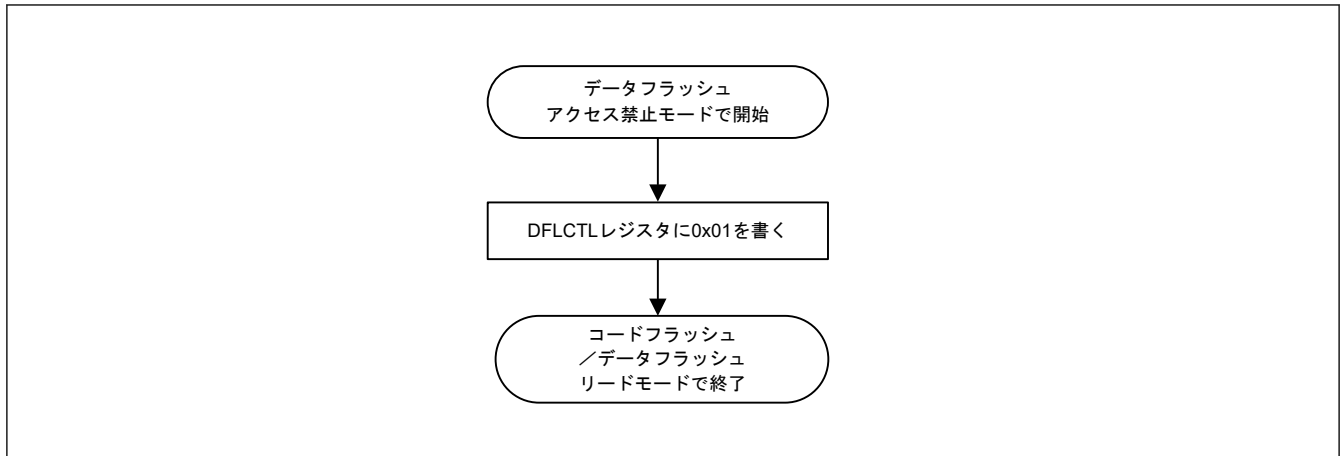 データフラッシュ
アクセス禁止モードで開始
DFLCTLレジスタに0x01を書く
コードフラッシュ
／データフラッシュ
リードモードで終了